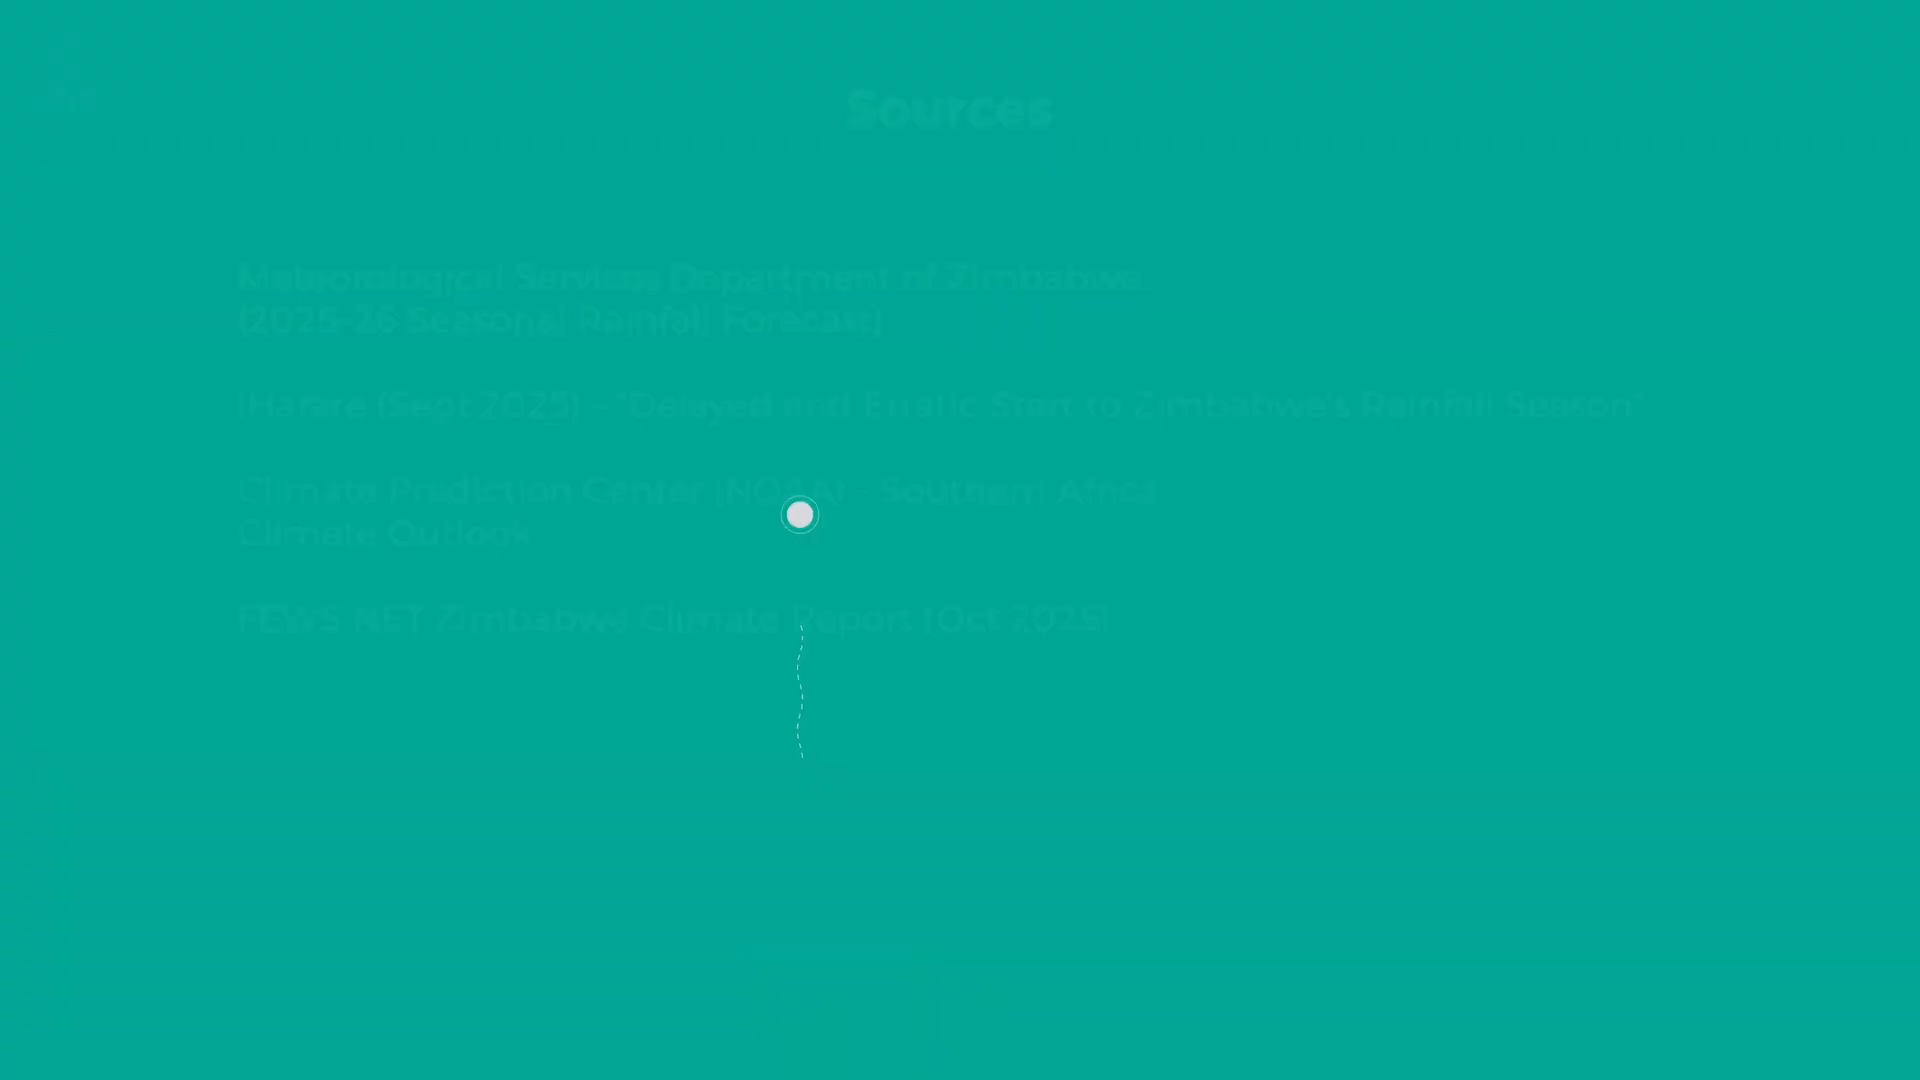 Sources
Meteorological Services Department of Zimbabwe
(2025-26 Seasonal Rainfall Forecast)
iHarare (Sept 2025) – "Delayed and Erratic Start to Zimbabwe's Rainfall Season"
Climate Prediction Center (NOAA) – Southern Africa
Climate Outlook
FEWS NET Zimbabwe Climate Report (Oct 2025)